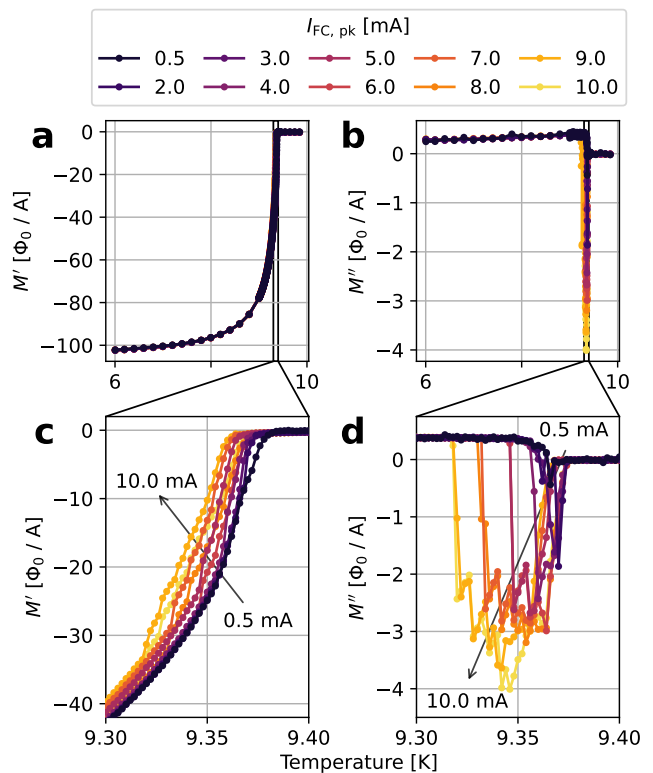 I_FC, pk [mA]
0.5 3.0 5.0 7.0 9.0
2.0 4.0 6.0 8.0 10.0
a
M′ [Φ₀ / A]
0
−20
−40
−60
−80
−100
6 10
b
M″ [Φ₀ / A]
0
−1
−2
−3
−4
6 10
c
M′ [Φ₀ / A]
0
−10
−20
−30
−40
10.0 mA
0.5 mA
9.30 9.35 9.40
d
M″ [Φ₀ / A]
0
−1
−2
−3
−4
0.5 mA
10.0 mA
9.30 9.35 9.40
Temperature [K]